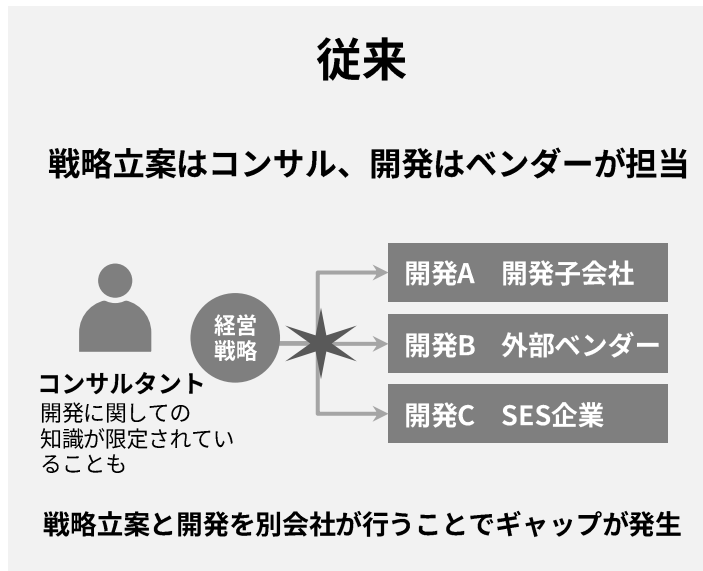 従来
戦略立案はコンサル、開発はベンダーが担当
開発A　開発子会社
経営
戦略
開発B　外部ベンダー
コンサルタント
開発に関しての
知識が限定されてい
ることも
開発C　SES企業
戦略立案と開発を別会社が行うことでギャップが発生